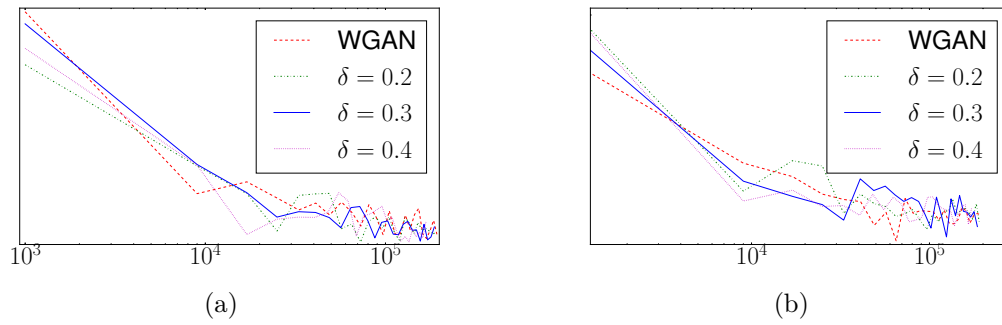 WGAN
δ = 0.2
δ = 0.3
δ = 0.4
10³ 10⁴ 10⁵
(a)
WGAN
δ = 0.2
δ = 0.3
δ = 0.4
10⁴ 10⁵
(b)